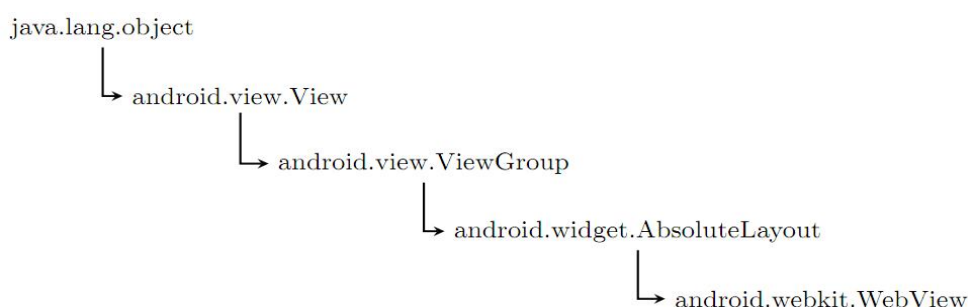 java.lang.object
android.view.View
android.view.ViewGroup
android.widget.AbsoluteLayout
android.webkit.WebView